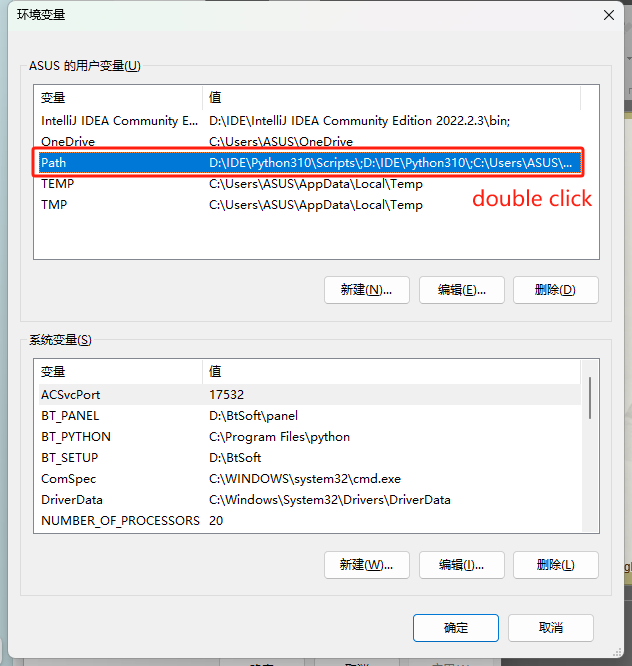 环境变量
ASUS 的用户变量(U)
变量 值
IntelliJ IDEA Community E... D:\IDE\IntelliJ IDEA Community Edition 2022.2.3\bin;
OneDrive C:\Users\ASUS\OneDrive
Path D:\IDE\Python310\Scripts\;D:\IDE\Python310\;C:\Users\ASUS\...
TEMP C:\Users\ASUS\AppData\Local\Temp
double click
TMP C:\Users\ASUS\AppData\Local\Temp
新建(N)... 编辑(E)... 删除(D)
系统变量(S)
变量 值
ACSvcPort 17532
BT_PANEL D:\BtSoft\panel
BT_PYTHON C:\Program Files\python
BT_SETUP D:\BtSoft
ComSpec C:\WINDOWS\system32\cmd.exe
DriverData C:\Windows\System32\Drivers\DriverData
NUMBER_OF_PROCESSORS 20
新建(W)... 编辑(I)... 删除(L)
确定 取消